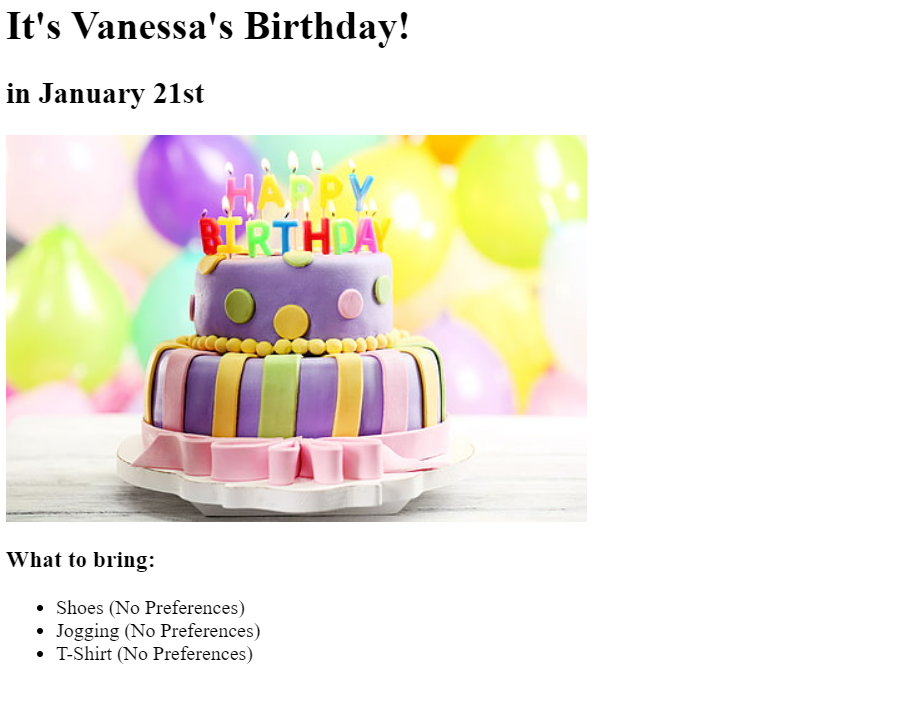 It's Vanessa's Birthday!
in January 21st
HAPPY
BIRTHDAY
What to bring:
Shoes (No Preferences)
Jogging (No Preferences)
T-Shirt (No Preferences)